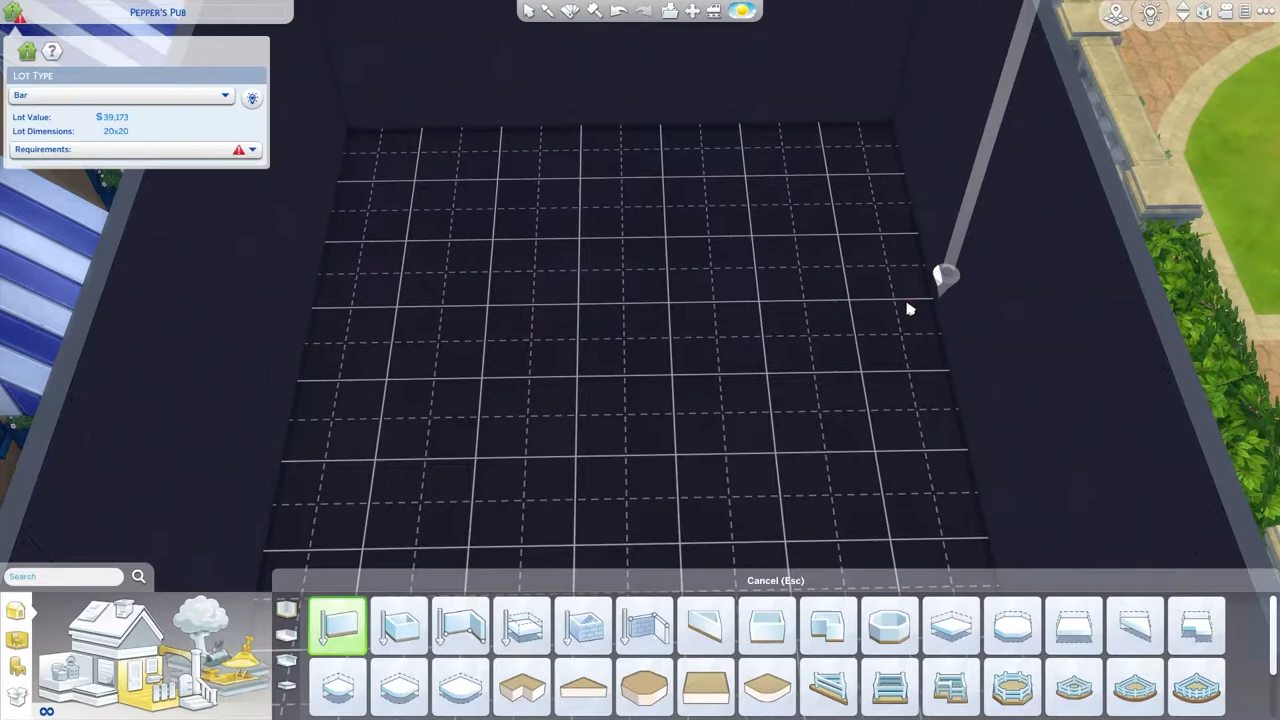 PEPPER'S PUB
LOT TYPE
Bar
Lot Value: §39,173
Lot Dimensions: 20x20
Requirements:
Cancel (Esc)
Search